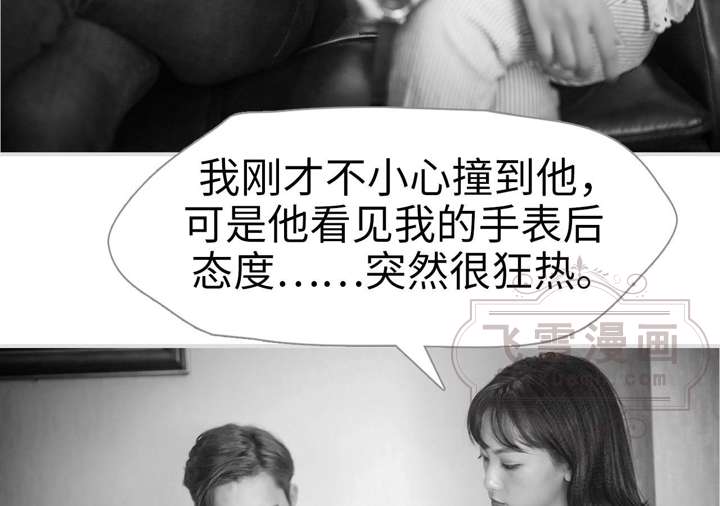 我刚才不小心撞到他，
可是他看见我的手表后
态度……突然很狂热。
飞雪漫画